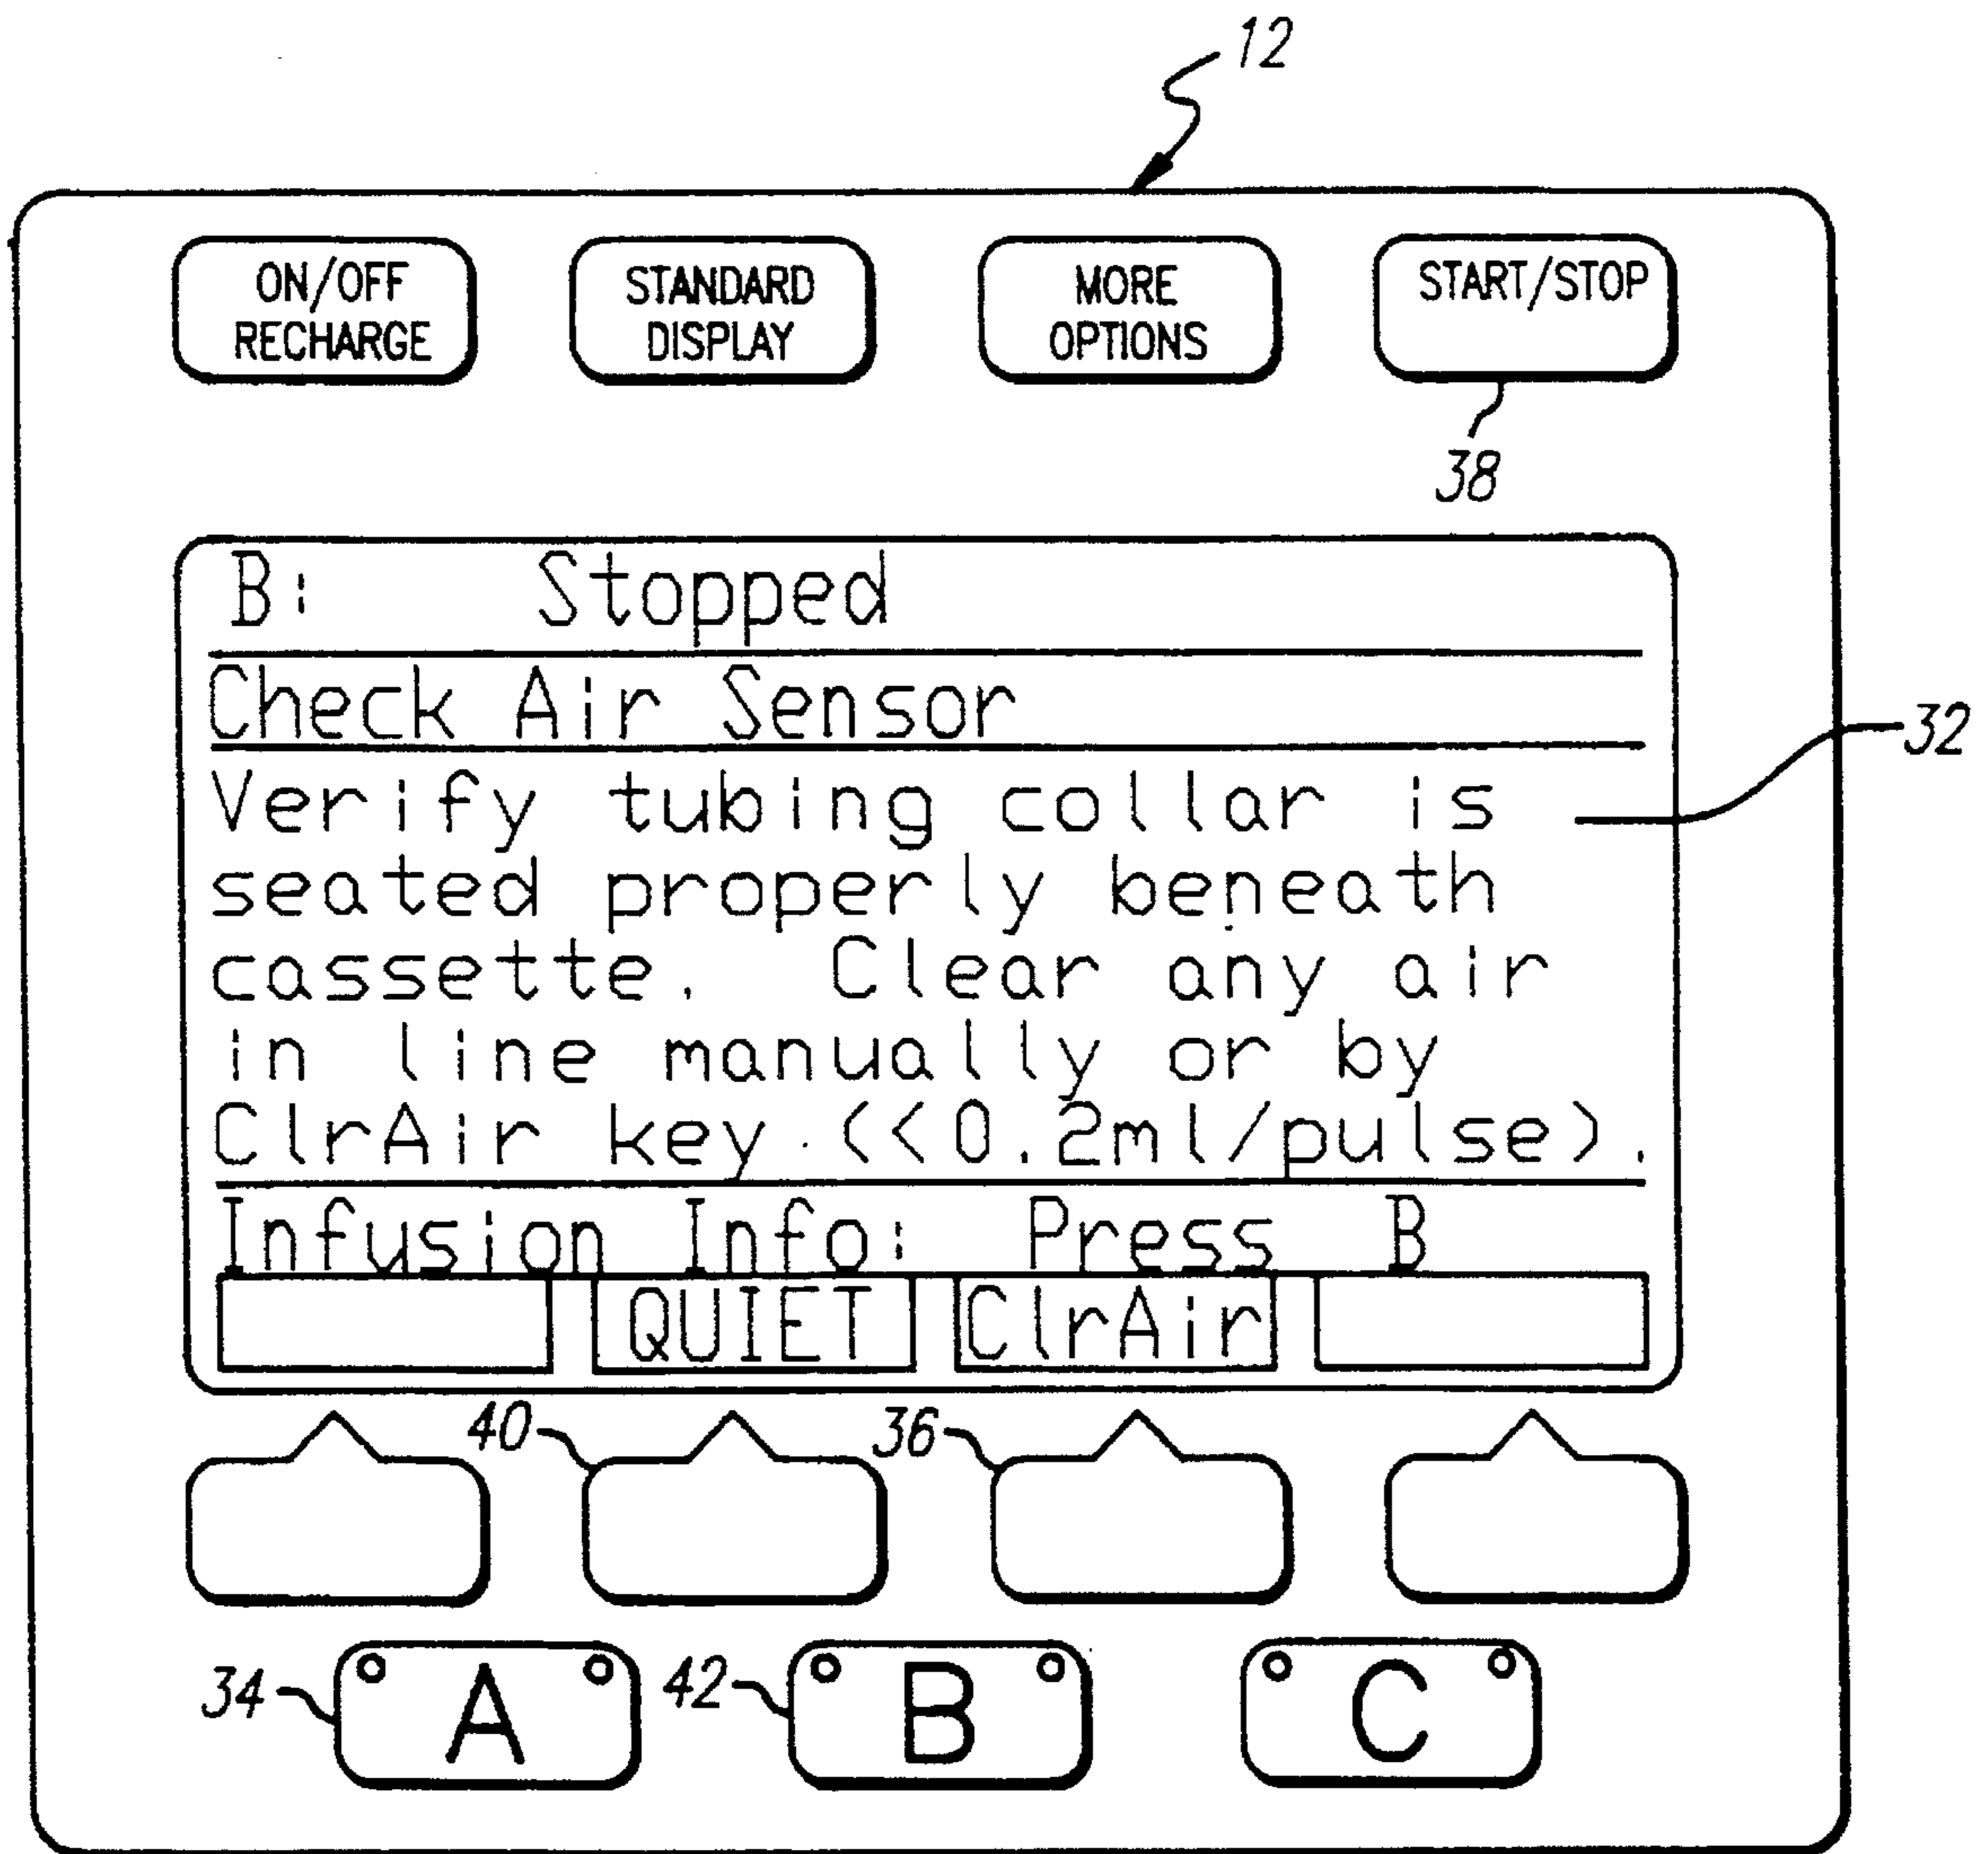 12
ON/OFF
RECHARGE
STANDARD
DISPLAY
MORE
OPTIONS
START/STOP
38
B: Stopped
Check Air Sensor
32
Verify tubing collar is
seated properly beneath
cassette. Clear any air
in line manually or by
ClrAir key (<<0.2ml/pulse).
Infusion Info: Press B
QUIET
ClrAir
40
36
34
A
42
B
C